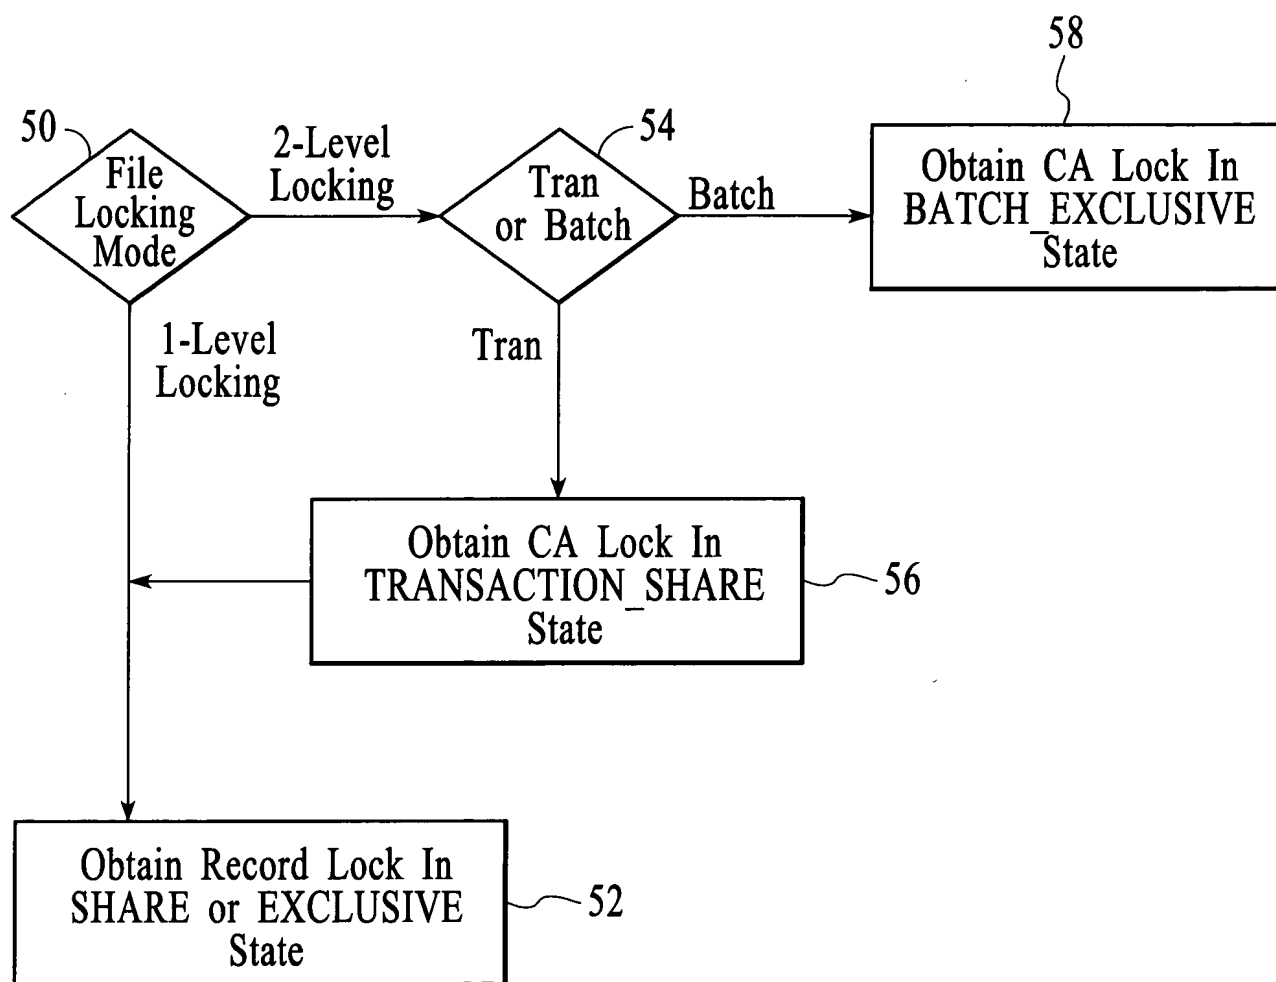 58
50
File
Locking
Mode
2-Level
Locking
54
Tran
or Batch
Batch
Obtain CA Lock In
BATCH_EXCLUSIVE
State
1-Level
Locking
Tran
Obtain CA Lock In
TRANSACTION_SHARE
State
56
Obtain Record Lock In
SHARE or EXCLUSIVE
State
52